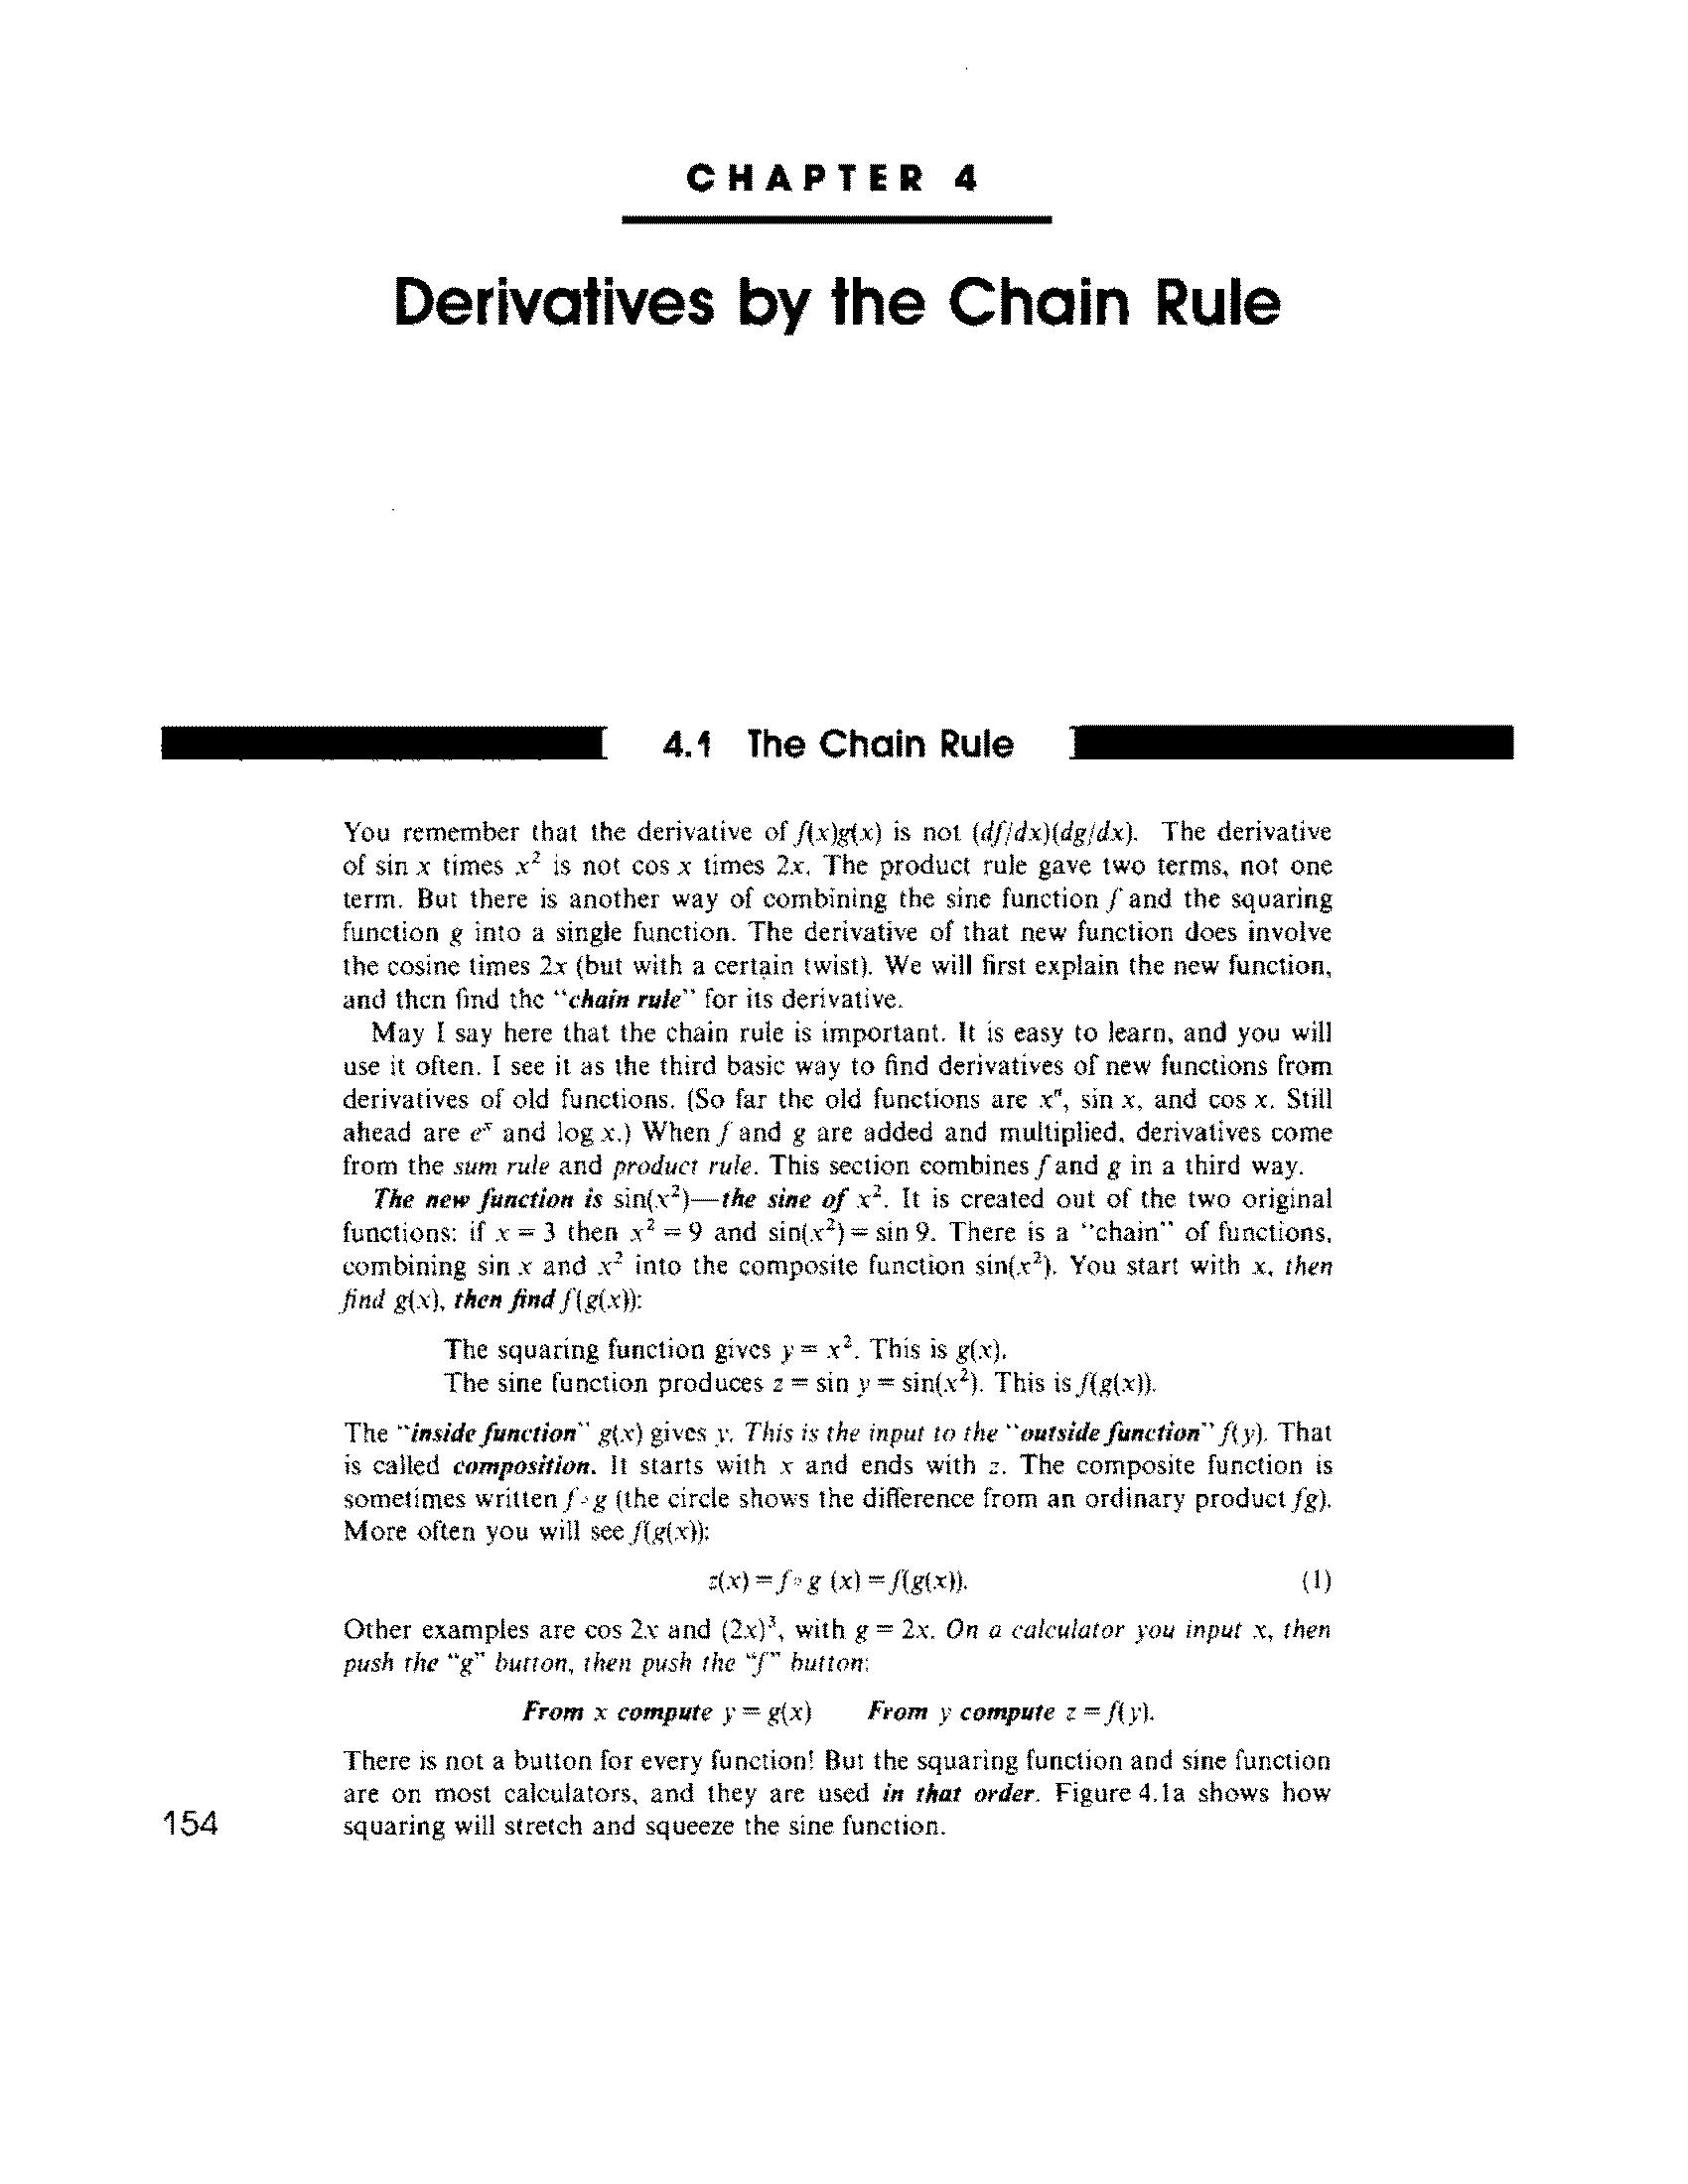 CHAPTER 4
Derivatives by the Chain Rule
4.1 The Chain Rule
You remember that the derivative of f(x)g(x) is not (df/dx)(dg/dx). The derivative
of sin x times x² is not cos x times 2x. The product rule gave two terms, not one
term. But there is another way of combining the sine function f and the squaring
function g into a single function. The derivative of that new function does involve
the cosine times 2x (but with a certain twist). We will first explain the new function,
and then find the “chain rule” for its derivative.
May I say here that the chain rule is important. It is easy to learn, and you will
use it often. I see it as the third basic way to find derivatives of new functions from
derivatives of old functions. (So far the old functions are xⁿ, sin x, and cos x. Still
ahead are eˣ and log x.) When f and g are added and multiplied, derivatives come
from the sum rule and product rule. This section combines f and g in a third way.
The new function is sin(x²)—the sine of x². It is created out of the two original
functions: if x = 3 then x² = 9 and sin(x²) = sin 9. There is a “chain” of functions,
combining sin x and x² into the composite function sin(x²). You start with x, then
find g(x), then find f(g(x)):
The squaring function gives y = x². This is g(x).
The sine function produces z = sin y = sin(x²). This is f(g(x)).
The “inside function” g(x) gives y. This is the input to the “outside function” f(y). That
is called composition. It starts with x and ends with z. The composite function is
sometimes written f∘g (the circle shows the difference from an ordinary product fg).
More often you will see f(g(x)):
z(x) = f∘g (x) = f(g(x)). (1)
Other examples are cos 2x and (2x)³, with g = 2x. On a calculator you input x, then
push the “g” button, then push the “f” button:
From x compute y = g(x) From y compute z = f(y).
There is not a button for every function! But the squaring function and sine function
are on most calculators, and they are used in that order. Figure 4.1a shows how
squaring will stretch and squeeze the sine function.
154